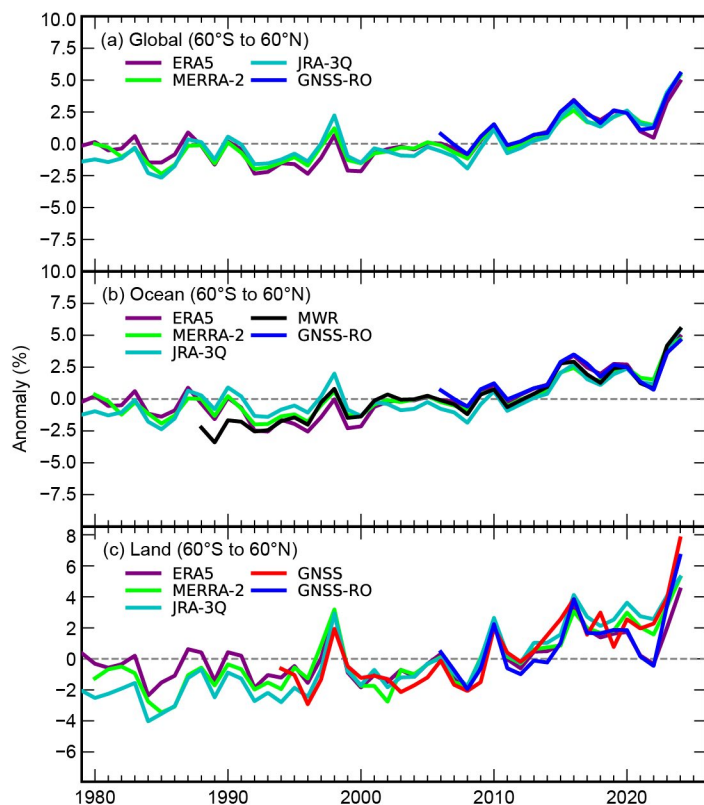 10.0
(a) Global (60°S to 60°N)
7.5
ERA5
JRA-3Q
MERRA-2
GNSS-RO
5.0
2.5
0.0
−2.5
−5.0
−7.5
10.0
(b) Ocean (60°S to 60°N)
7.5
ERA5
MWR
MERRA-2
GNSS-RO
5.0
JRA-3Q
2.5
0.0
−2.5
−5.0
−7.5
Anomaly (%)
8
(c) Land (60°S to 60°N)
ERA5
GNSS
6
MERRA-2
GNSS-RO
JRA-3Q
4
2
0
−2
−4
−6
1980 1990 2000 2010 2020